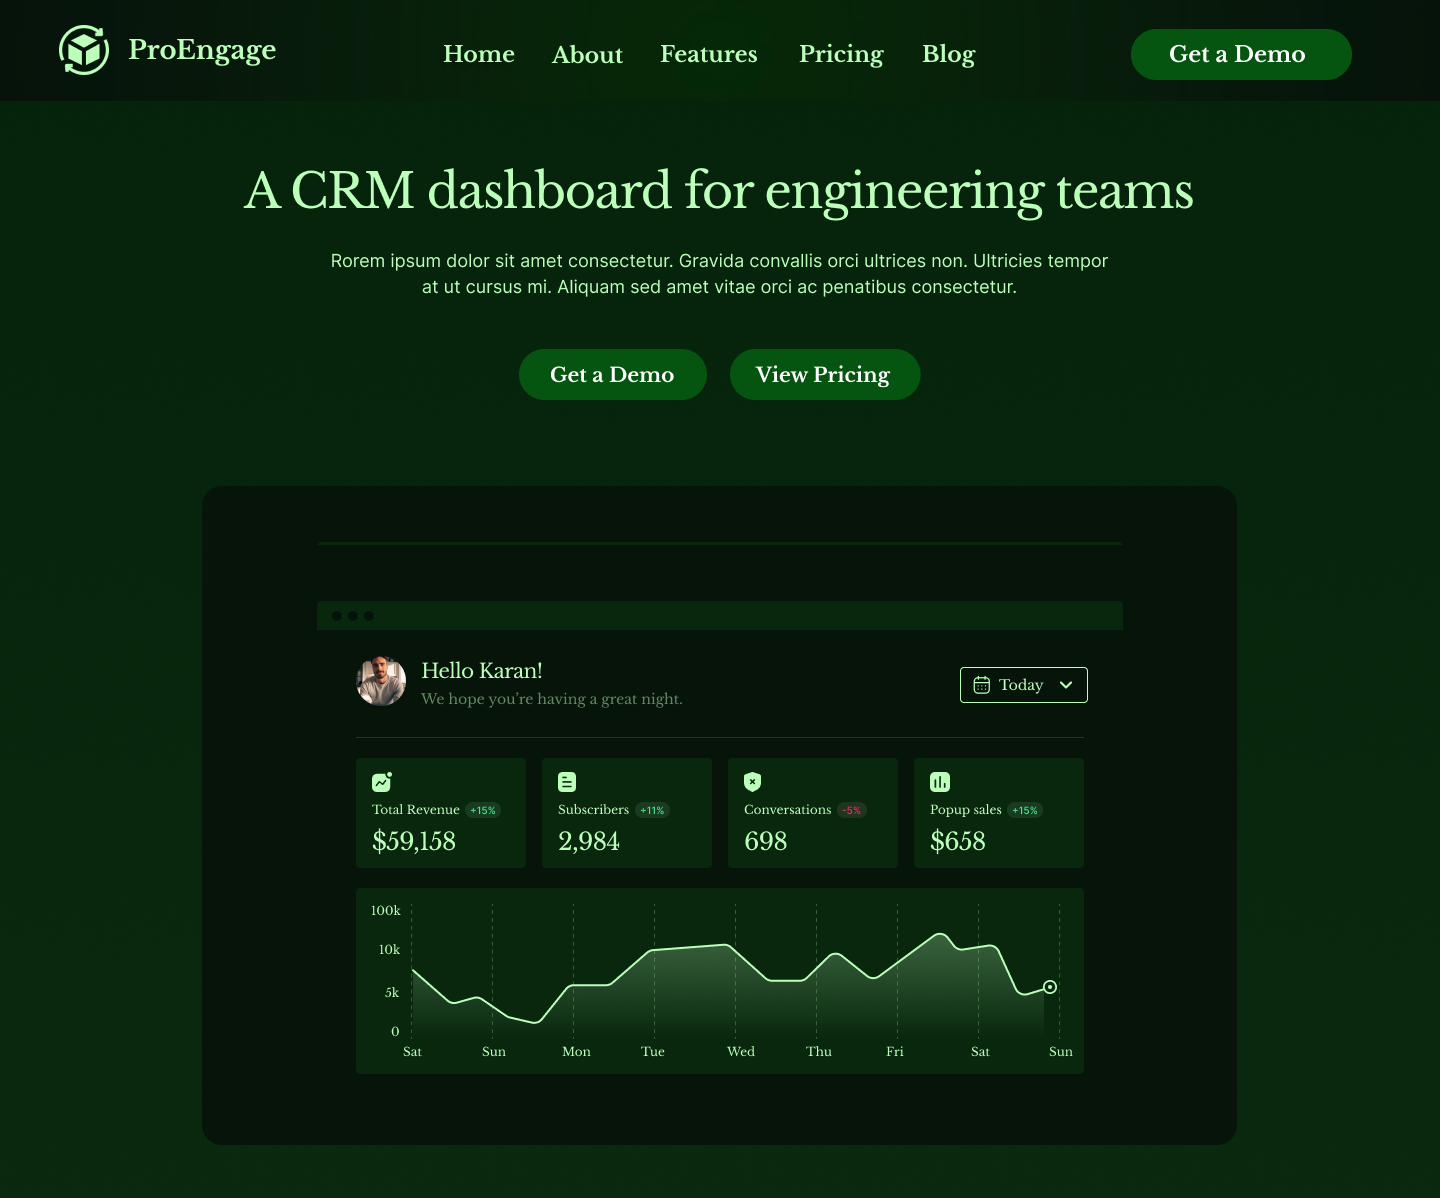 ProEngage
Home About Features Pricing Blog
Get a Demo
A CRM dashboard for engineering teams
Rorem ipsum dolor sit amet consectetur. Gravida convallis orci ultrices non. Ultricies tempor
at ut cursus mi. Aliquam sed amet vitae orci ac penatibus consectetur.
Get a Demo
View Pricing
Hello Karan!
We hope you're having a great night.
Today
Total Revenue +15%
$59,158
Subscribers +11%
2,984
Conversations -5%
698
Popup sales +15%
$658
100k
10k
5k
0
Sat Sun Mon Tue Wed Thu Fri Sat Sun